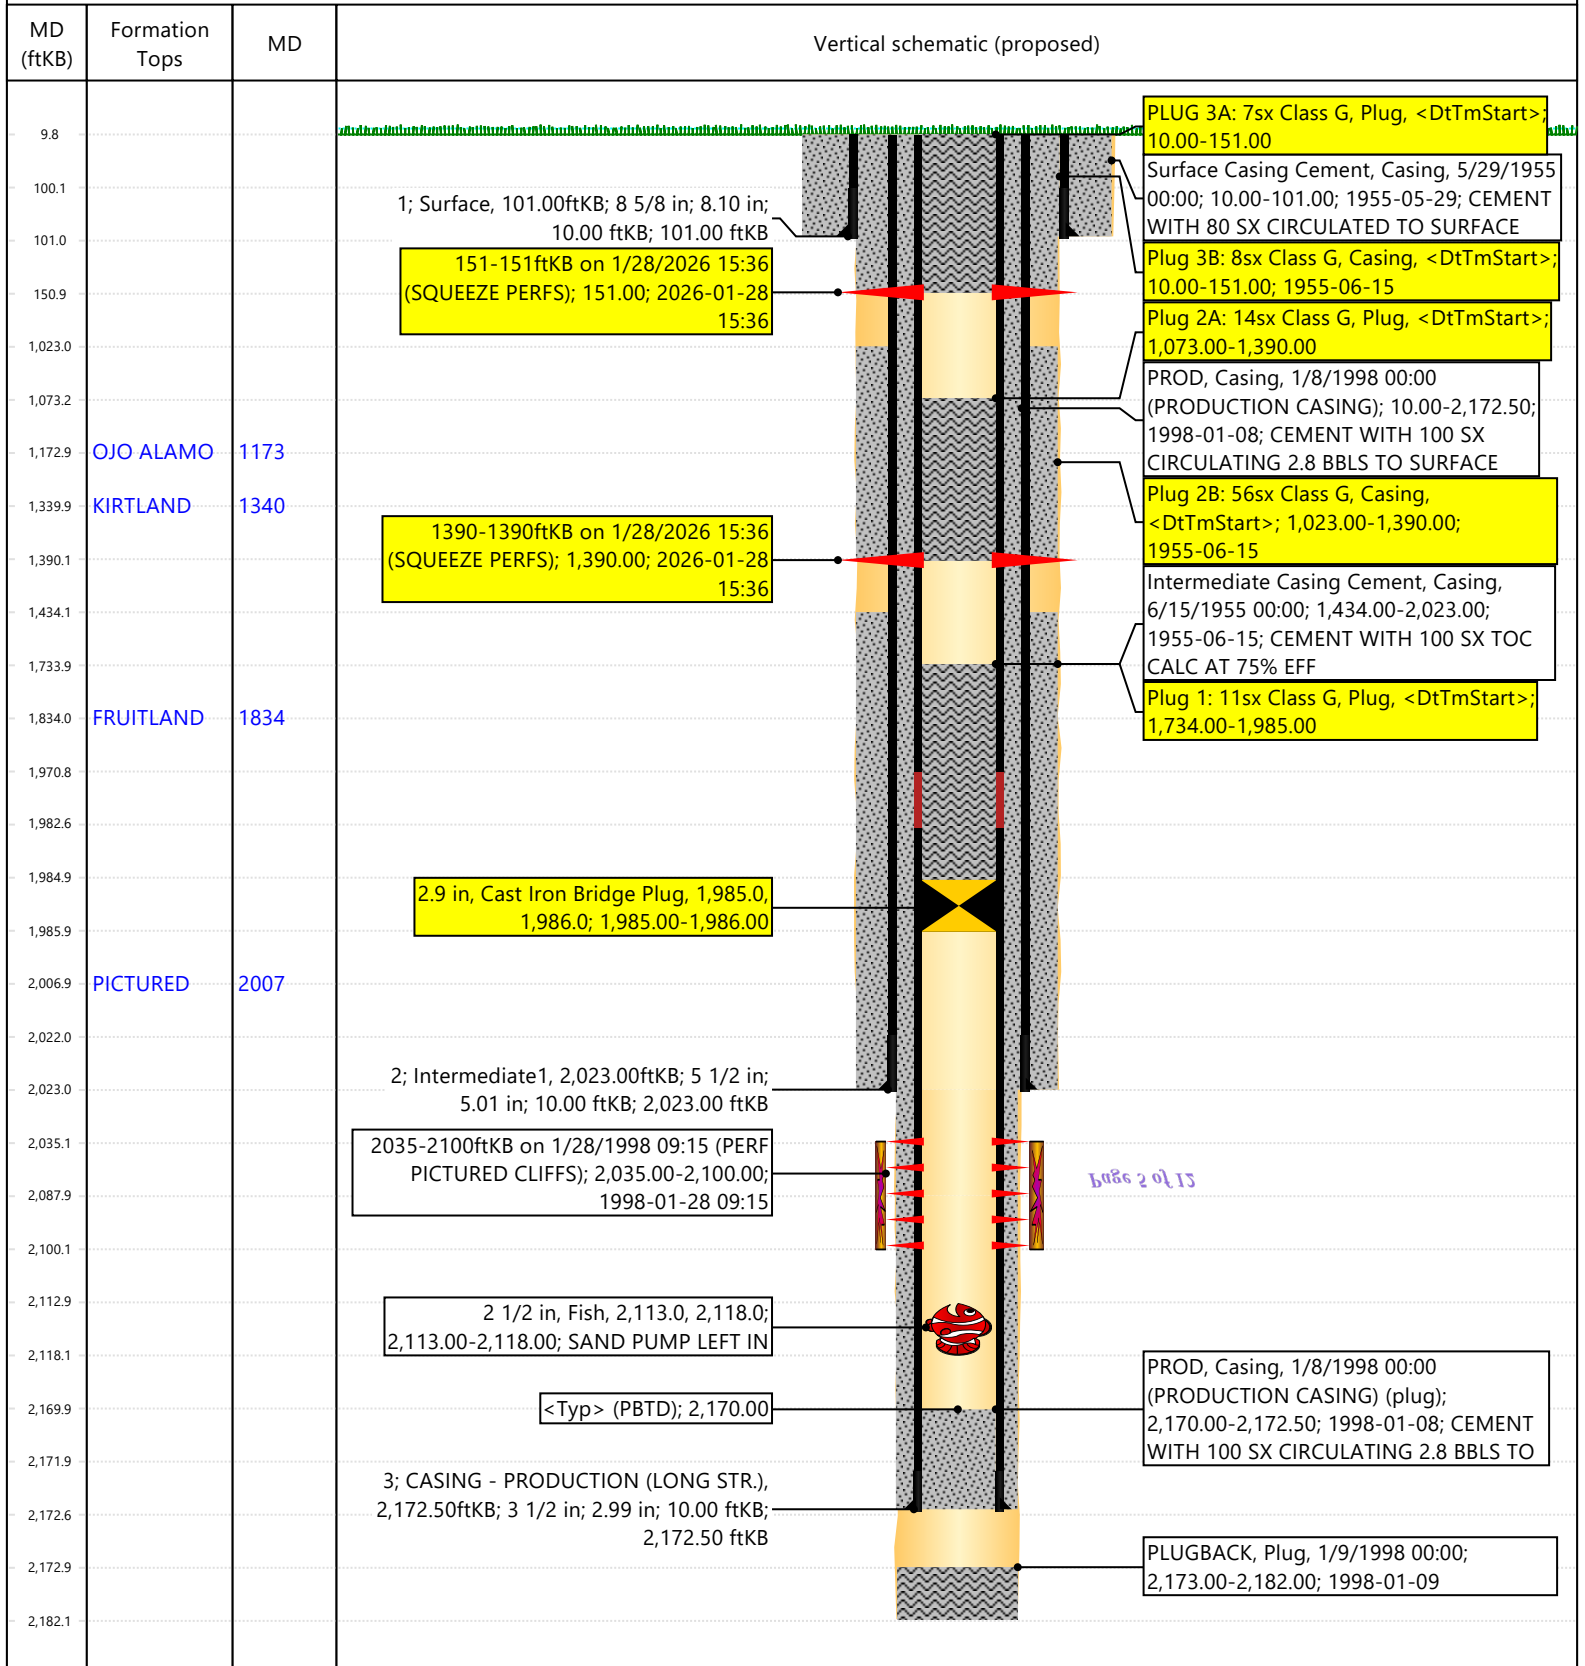 MD
(ftKB)
Formation
Tops
MD
Vertical schematic (proposed)
9.8
100.1
101.0
150.9
1,023.0
1,073.2
1,172.9
1,339.9
1,390.1
1,434.1
1,733.9
1,834.0
1,970.8
1,982.6
1,984.9
1,985.9
2,006.9
2,022.0
2,023.0
2,035.1
2,087.9
2,100.1
2,112.9
2,118.1
2,169.9
2,171.9
2,172.6
2,172.9
2,182.1
OJO ALAMO 1173
KIRTLAND 1340
FRUITLAND 1834
PICTURED 2007
1; Surface, 101.00ftKB; 8 5/8 in; 8.10 in;
10.00 ftKB; 101.00 ftKB
151-151ftKB on 1/28/2026 15:36
(SQUEEZE PERFS); 151.00; 2026-01-28
15:36
1390-1390ftKB on 1/28/2026 15:36
(SQUEEZE PERFS); 1,390.00; 2026-01-28
15:36
2.9 in, Cast Iron Bridge Plug, 1,985.0,
1,986.0; 1,985.00-1,986.00
2; Intermediate1, 2,023.00ftKB; 5 1/2 in;
5.01 in; 10.00 ftKB; 2,023.00 ftKB
2035-2100ftKB on 1/28/1998 09:15 (PERF
PICTURED CLIFFS); 2,035.00-2,100.00;
1998-01-28 09:15
2 1/2 in, Fish, 2,113.0, 2,118.0;
2,113.00-2,118.00; SAND PUMP LEFT IN
<Typ> (PBTD); 2,170.00
3; CASING - PRODUCTION (LONG STR.),
2,172.50ftKB; 3 1/2 in; 2.99 in; 10.00 ftKB;
2,172.50 ftKB
PLUG 3A: 7sx Class G, Plug, <DtTmStart>;
10.00-151.00
Surface Casing Cement, Casing, 5/29/1955
00:00; 10.00-101.00; 1955-05-29; CEMENT
WITH 80 SX CIRCULATED TO SURFACE
Plug 3B: 8sx Class G, Casing, <DtTmStart>;
10.00-151.00; 1955-06-15
Plug 2A: 14sx Class G, Plug, <DtTmStart>;
1,073.00-1,390.00
PROD, Casing, 1/8/1998 00:00
(PRODUCTION CASING); 10.00-2,172.50;
1998-01-08; CEMENT WITH 100 SX
CIRCULATING 2.8 BBLS TO SURFACE
Plug 2B: 56sx Class G, Casing,
<DtTmStart>; 1,023.00-1,390.00;
1955-06-15
Intermediate Casing Cement, Casing,
6/15/1955 00:00; 1,434.00-2,023.00;
1955-06-15; CEMENT WITH 100 SX TOC
CALC AT 75% EFF
Plug 1: 11sx Class G, Plug, <DtTmStart>;
1,734.00-1,985.00
Page 5 of 12
PROD, Casing, 1/8/1998 00:00
(PRODUCTION CASING) (plug);
2,170.00-2,172.50; 1998-01-08; CEMENT
WITH 100 SX CIRCULATING 2.8 BBLS TO
PLUGBACK, Plug, 1/9/1998 00:00;
2,173.00-2,182.00; 1998-01-09